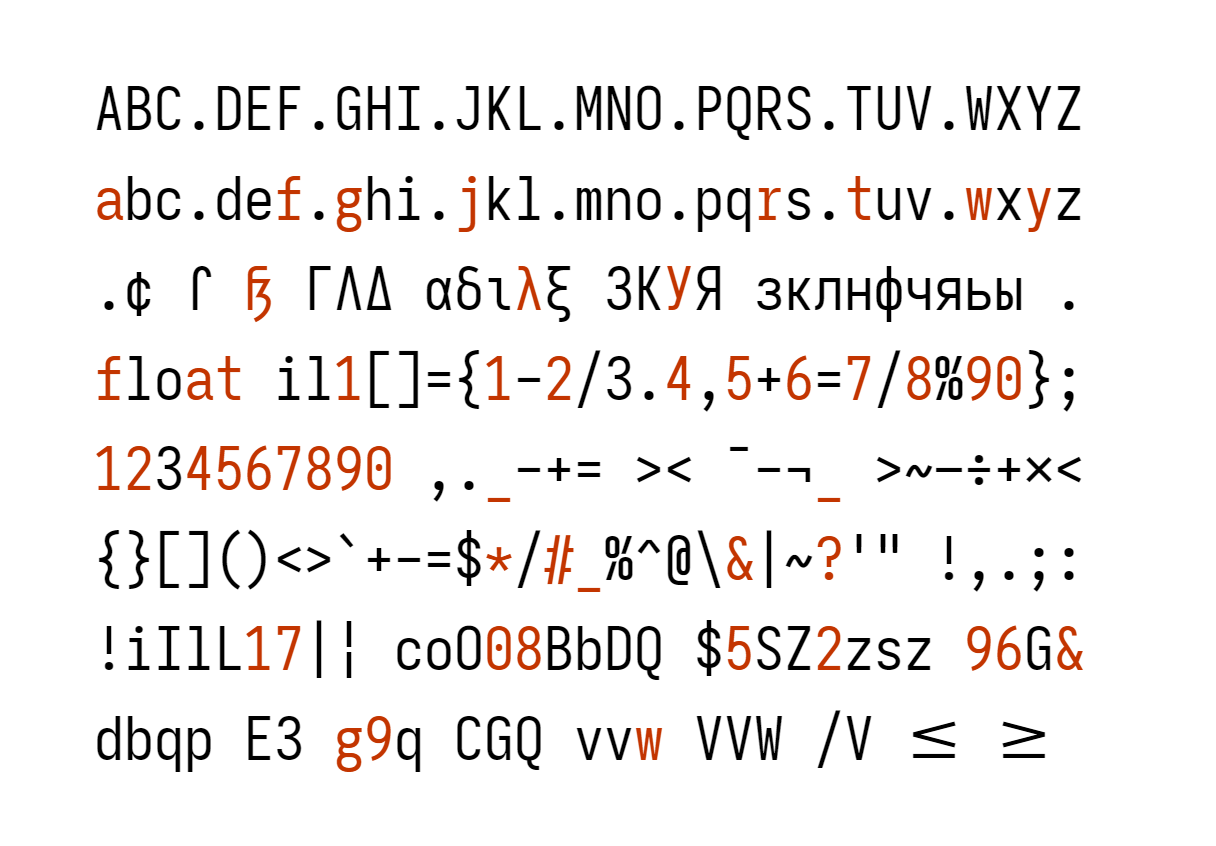 ABC.DEF.GHI.JKL.MNO.PQRS.TUV.WXYZ
abc.def.ghi.jkl.mno.pqrs.tuv.wxyz
.¢ ſ ꜧ ΓΛΔ αδιλξ ЗКУЯ зклнфчяьы .
float il1[]={1-2/3.4,5+6=7/8%90};
1234567890 ,._-+= >< ¯-¬_ >~–÷+×<
{}[]()<>`+-=$*/#_%^@\&|~?'" !,.;:
!iIlL17|¦ coO08BbDQ $5SZ2zsz 96G&
dbqp E3 g9q CGQ vvw VVW /V ≤ ≥